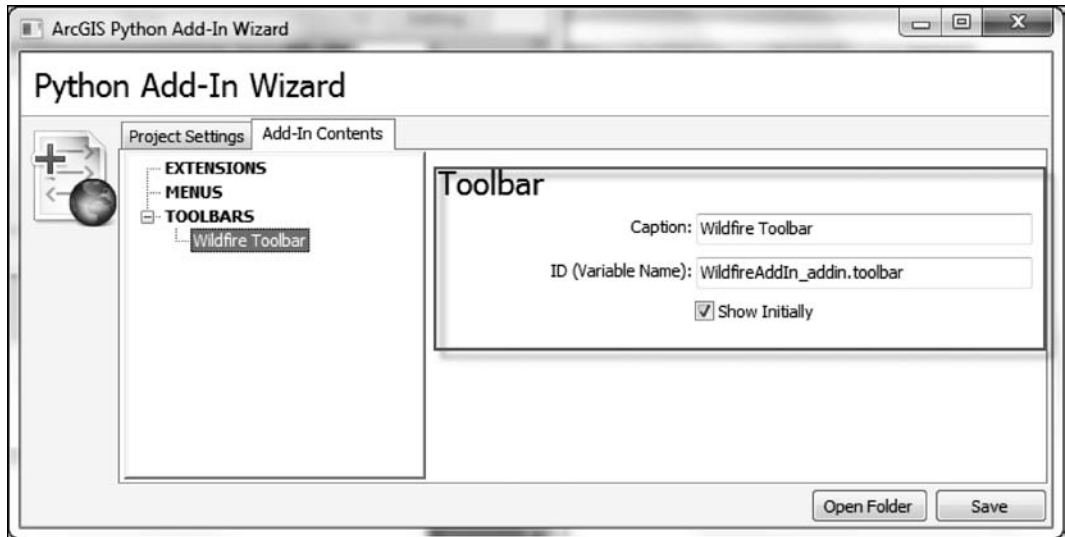 ArcGIS Python Add-In Wizard
Python Add-In Wizard
Project Settings
Add-In Contents
EXTENSIONS
MENUS
TOOLBARS
Wildfire Toolbar
Toolbar
Caption: Wildfire Toolbar
ID (Variable Name): WildfireAddIn_addin.toolbar
Show Initially
Open Folder
Save